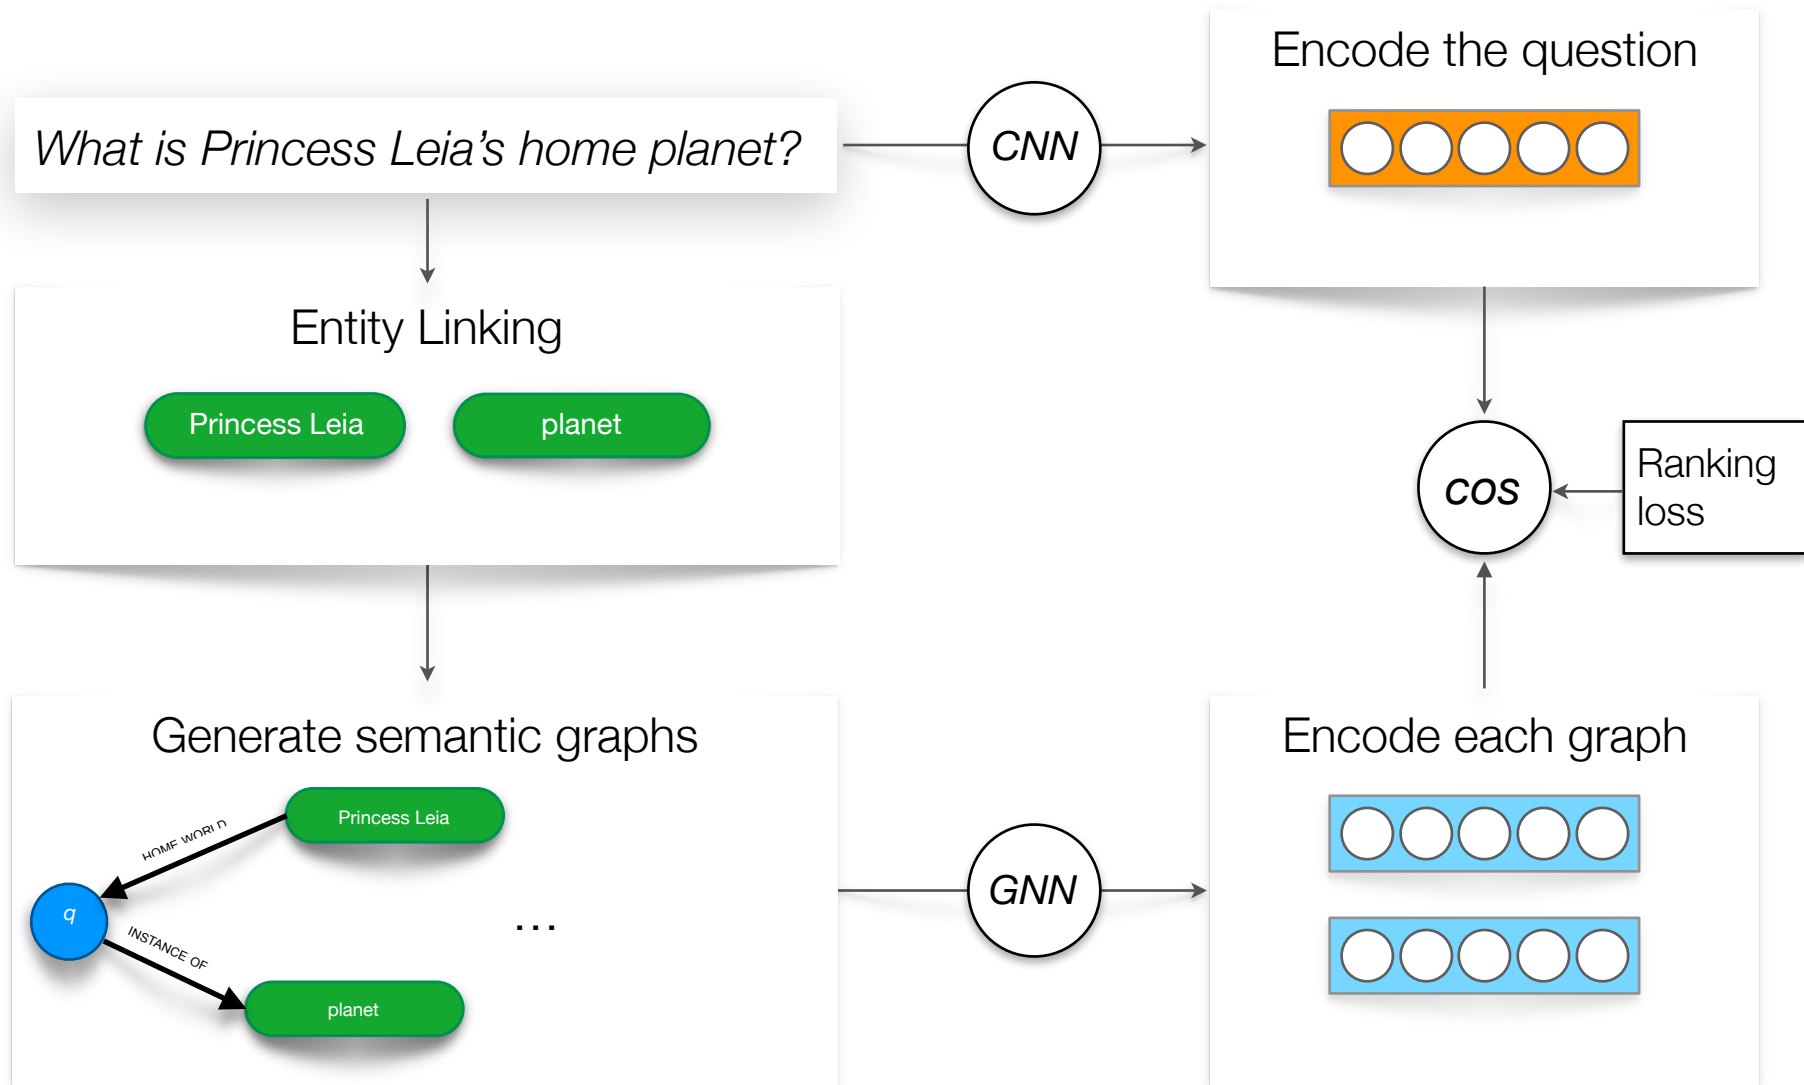 What is Princess Leia's home planet?
CNN
Encode the question
Entity Linking
Princess Leia
planet
cos
Ranking
loss
Generate semantic graphs
Princess Leia
HOME WORLD
q
INSTANCE OF
planet
...
GNN
Encode each graph